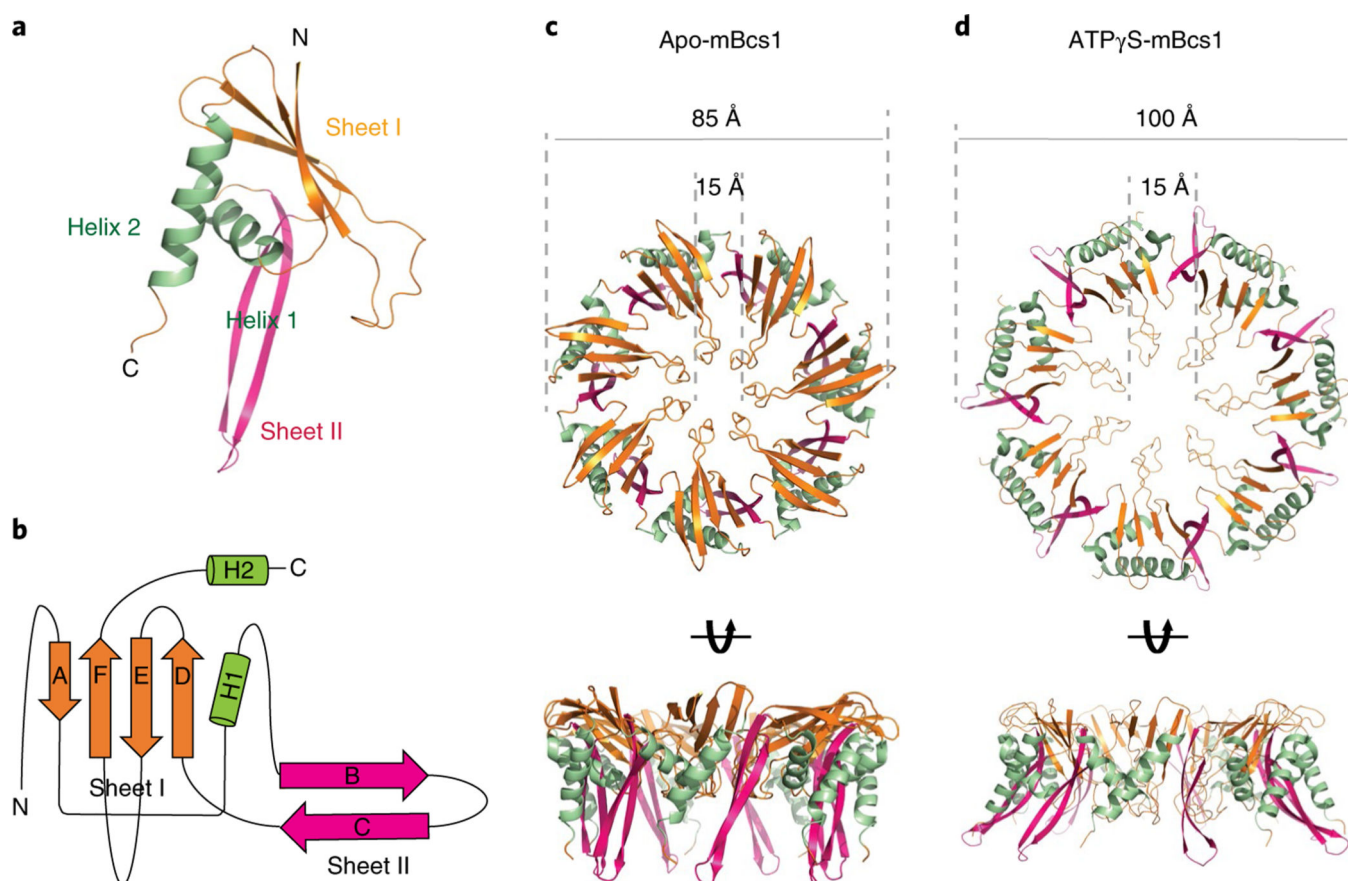 a
N
Sheet I
Helix 2
Helix 1
C
Sheet II
b
H2
C
A
F
E
D
H1
B
N
Sheet I
C
Sheet II
c
Apo-mBcs1
85 Å
15 Å
d
ATPγS-mBcs1
100 Å
15 Å